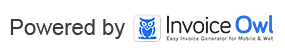 Powered by Invoice Owl
Easy Invoice Generator for Mobile & Web